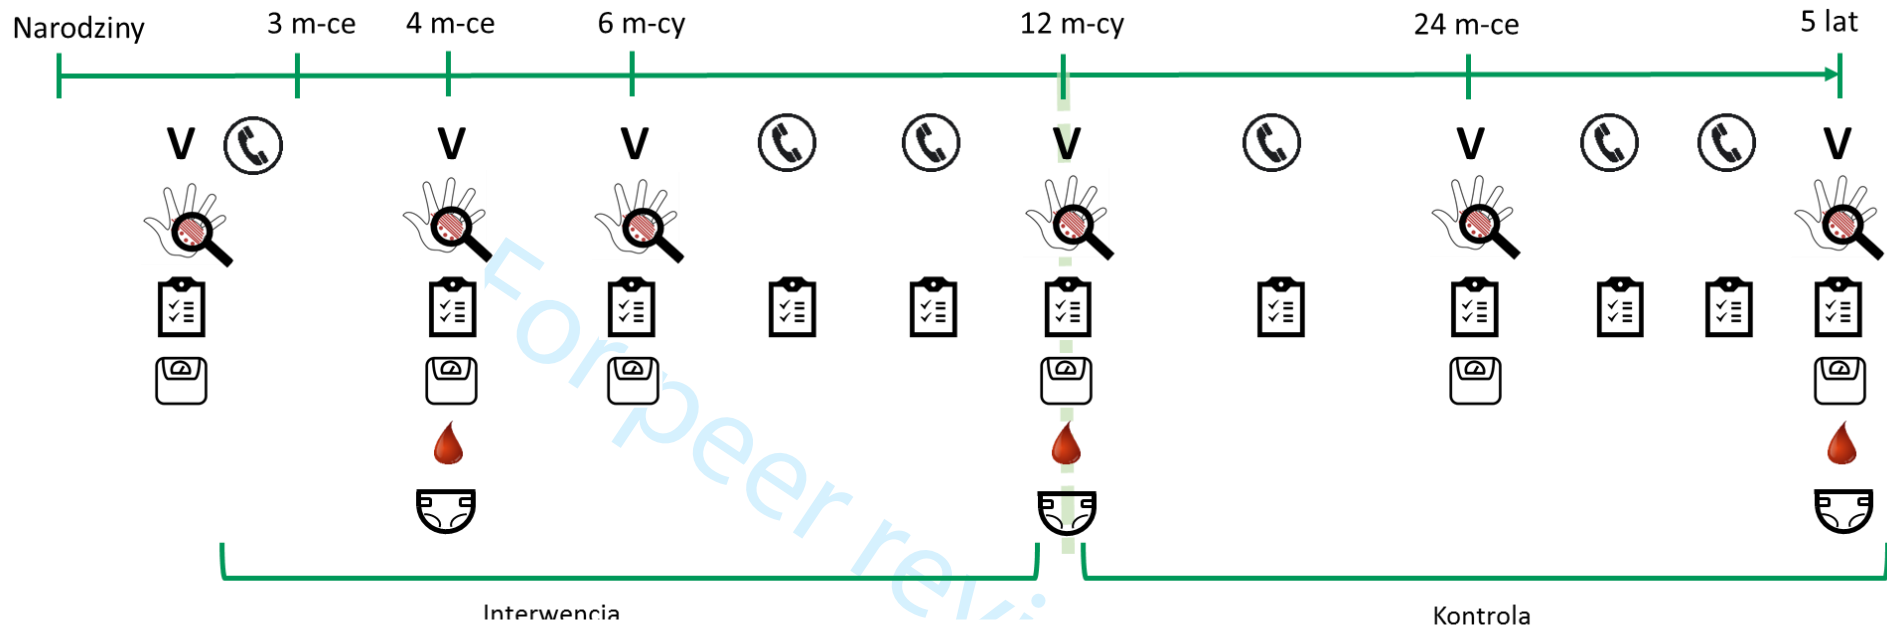 Narodziny 3 m-ce 4 m-ce 6 m-cy 12 m-cy 24 m-ce 5 lat
V V V V V V
For peer revi
Interwencja Kontrola